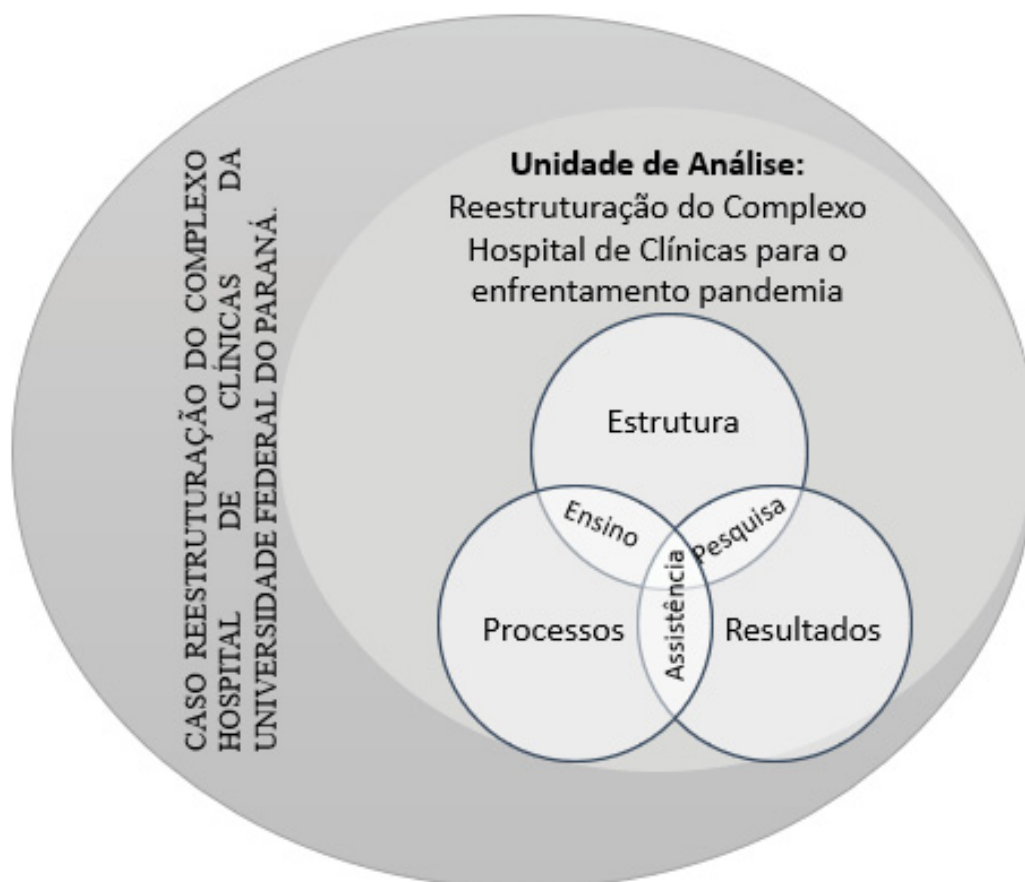 CASO REESTRUTURAÇÃO DO COMPLEXO
HOSPITAL DE CLÍNICAS DA
UNIVERSIDADE FEDERAL DO PARANÁ.
Unidade de Análise:
Reestruturação do Complexo
Hospital de Clínicas para o
enfrentamento pandemia
Estrutura
Ensino
Pesquisa
Assistência
Processos
Resultados